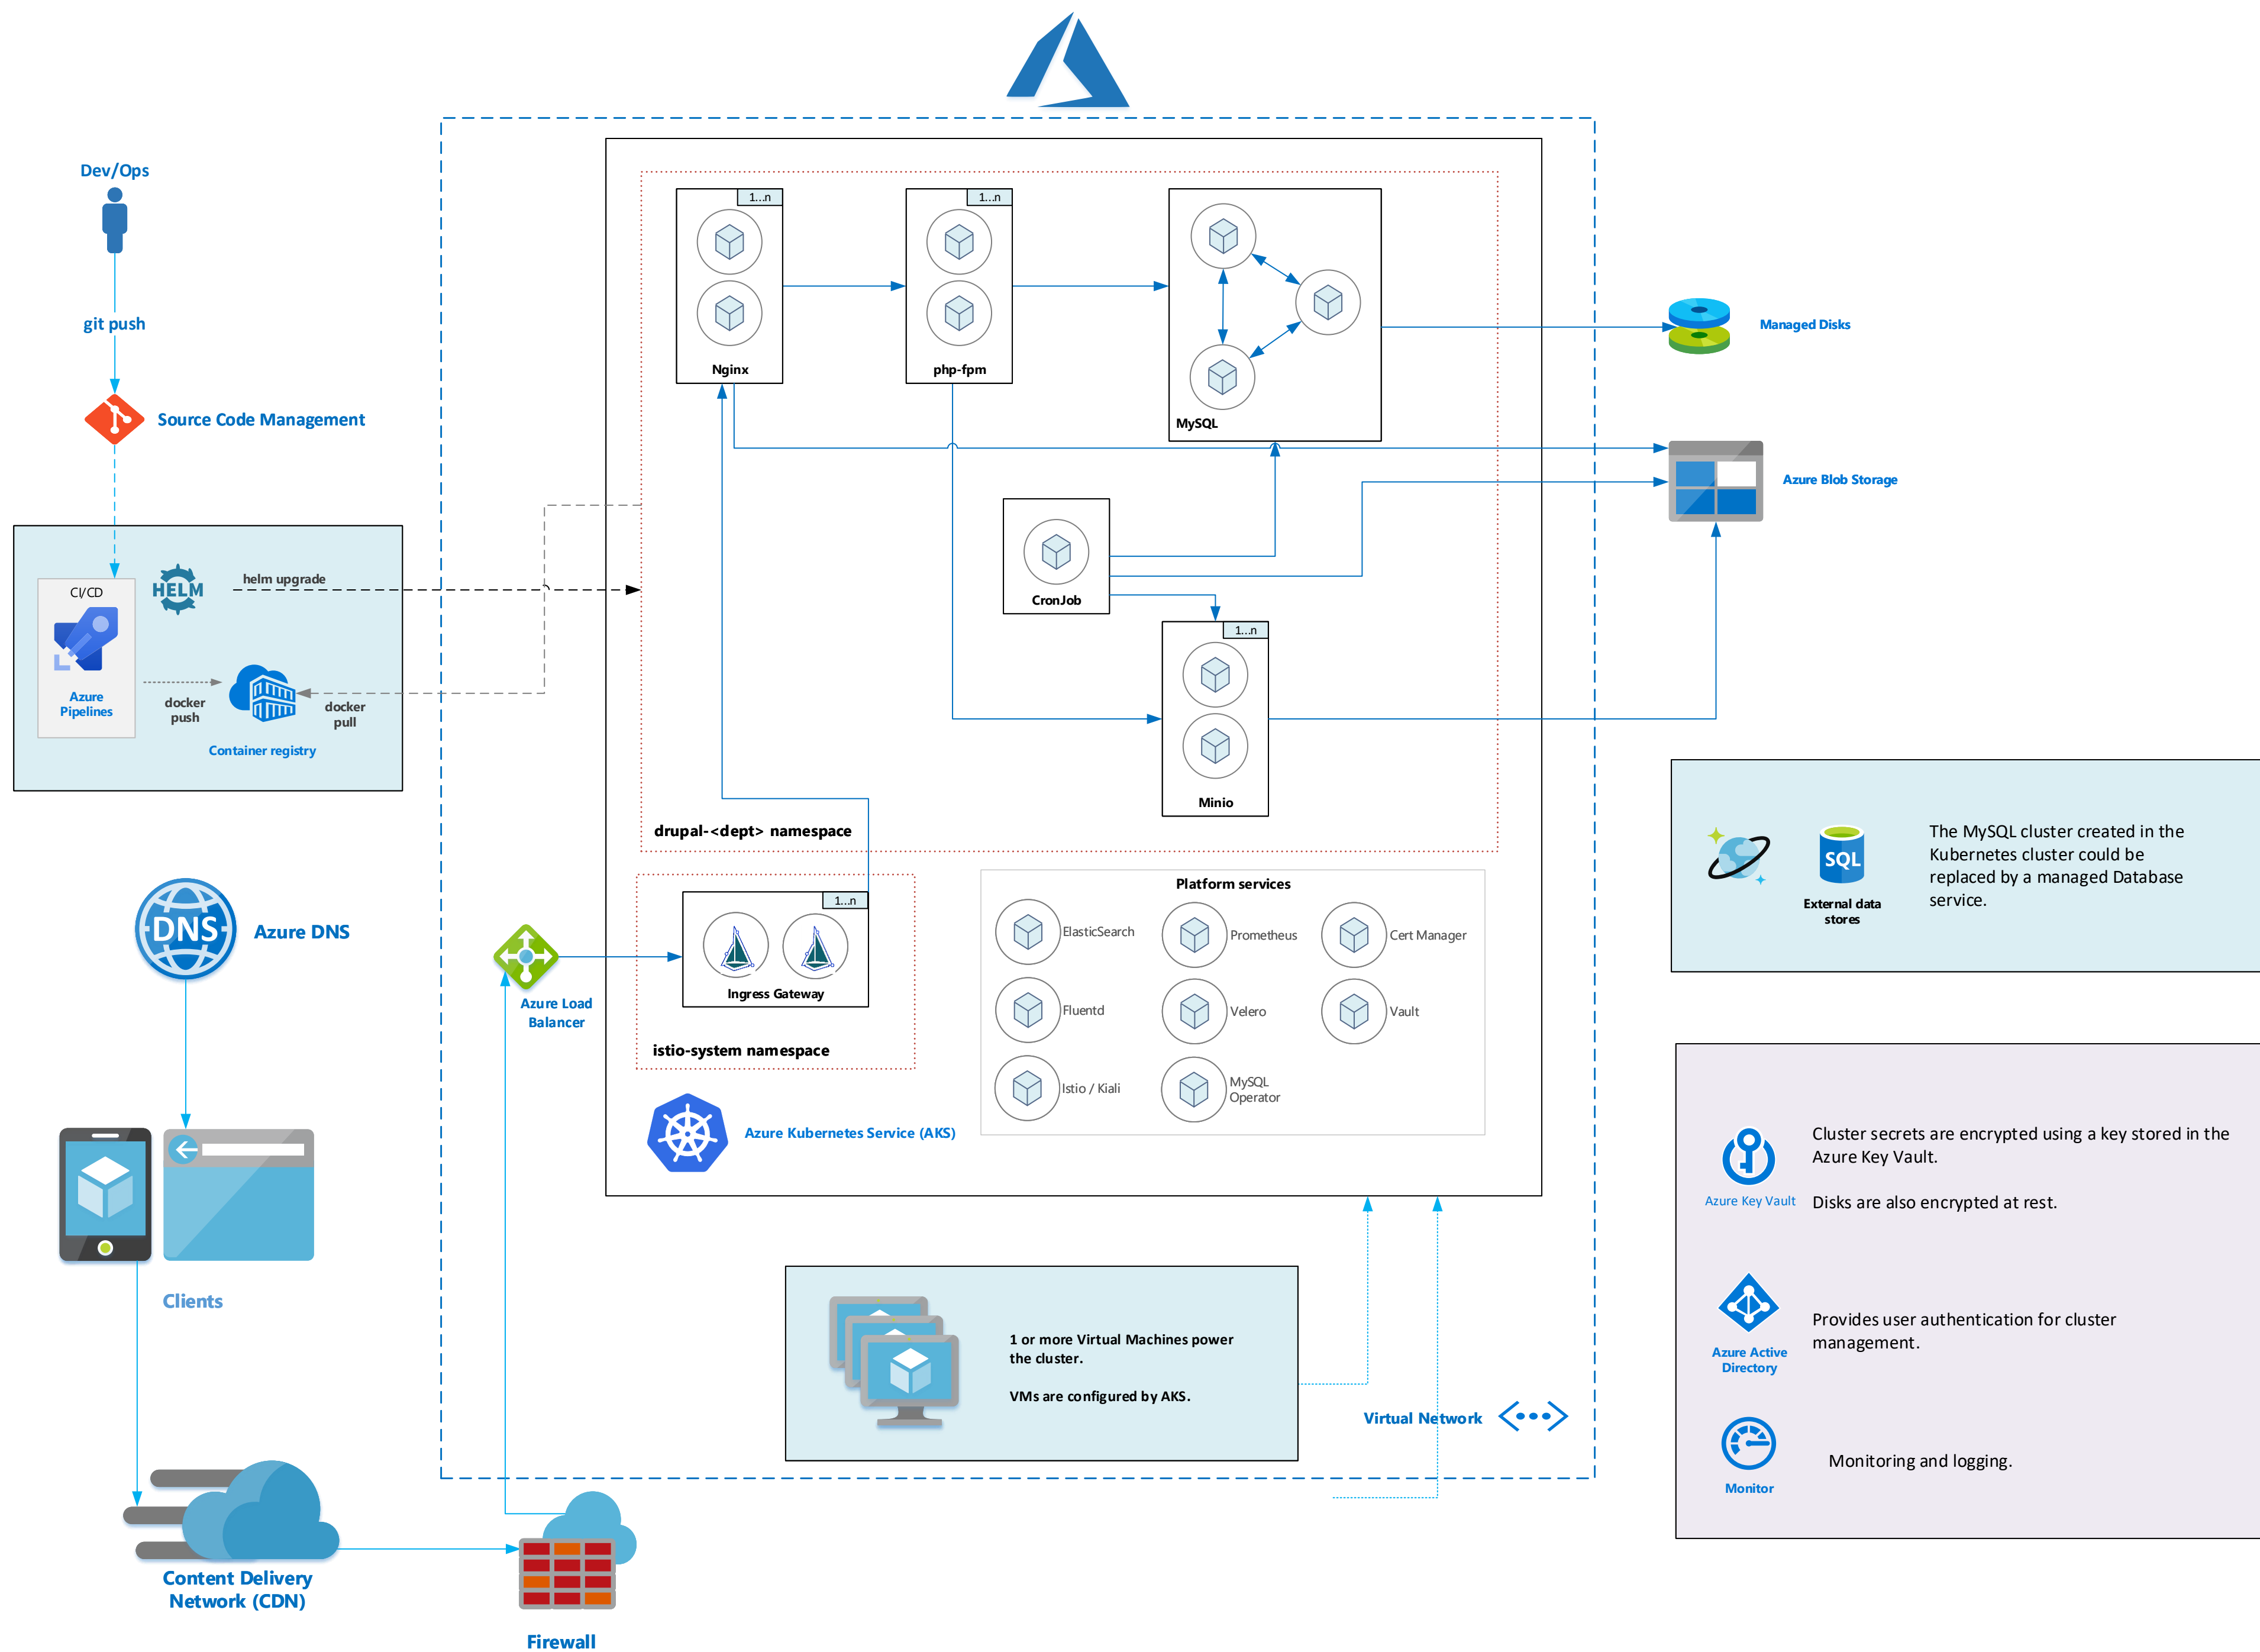 Dev/Ops
git push
Source Code Management
CI/CD
HELM
helm upgrade
Azure
Pipelines
docker
push
docker
pull
Container registry
1...n
Nginx
1...n
php-fpm
MySQL
CronJob
1...n
Minio
drupal-<dept> namespace
Managed Disks
Azure Blob Storage
DNS
Azure DNS
Azure Load
Balancer
1...n
Ingress Gateway
istio-system namespace
Azure Kubernetes Service (AKS)
Platform services
ElasticSearch
Prometheus
Cert Manager
Fluentd
Velero
Vault
Istio / Kiali
MySQL
Operator
SQL
External data
stores
The MySQL cluster created in the
Kubernetes cluster could be
replaced by a managed Database
service.
Clients
1 or more Virtual Machines power
the cluster.
VMs are configured by AKS.
Virtual Network
Azure Key Vault
Cluster secrets are encrypted using a key stored in the
Azure Key Vault.
Disks are also encrypted at rest.
Azure Active
Directory
Provides user authentication for cluster
management.
Monitor
Monitoring and logging.
Content Delivery
Network (CDN)
Firewall